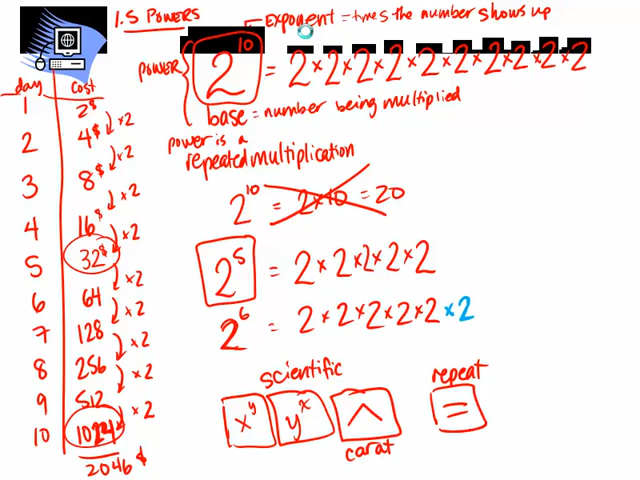 1.5 Powers
Exponent = times the number shows up
power
2^10 = 2×2×2×2×2×2×2×2×2×2
base = number being multiplied
power is a
repeated multiplication
2^10 = 2×10 = 20
2^5 = 2×2×2×2×2
2^6 = 2×2×2×2×2×2
scientific
x^y y^x ^
carat
repeat
=
day cost
1 2$
×2
2 4$
×2
3 8$
×2
4 16$
×2
5 32$
×2
6 64
×2
7 128
×2
8 256
×2
9 512
×2
10 1024
2046$